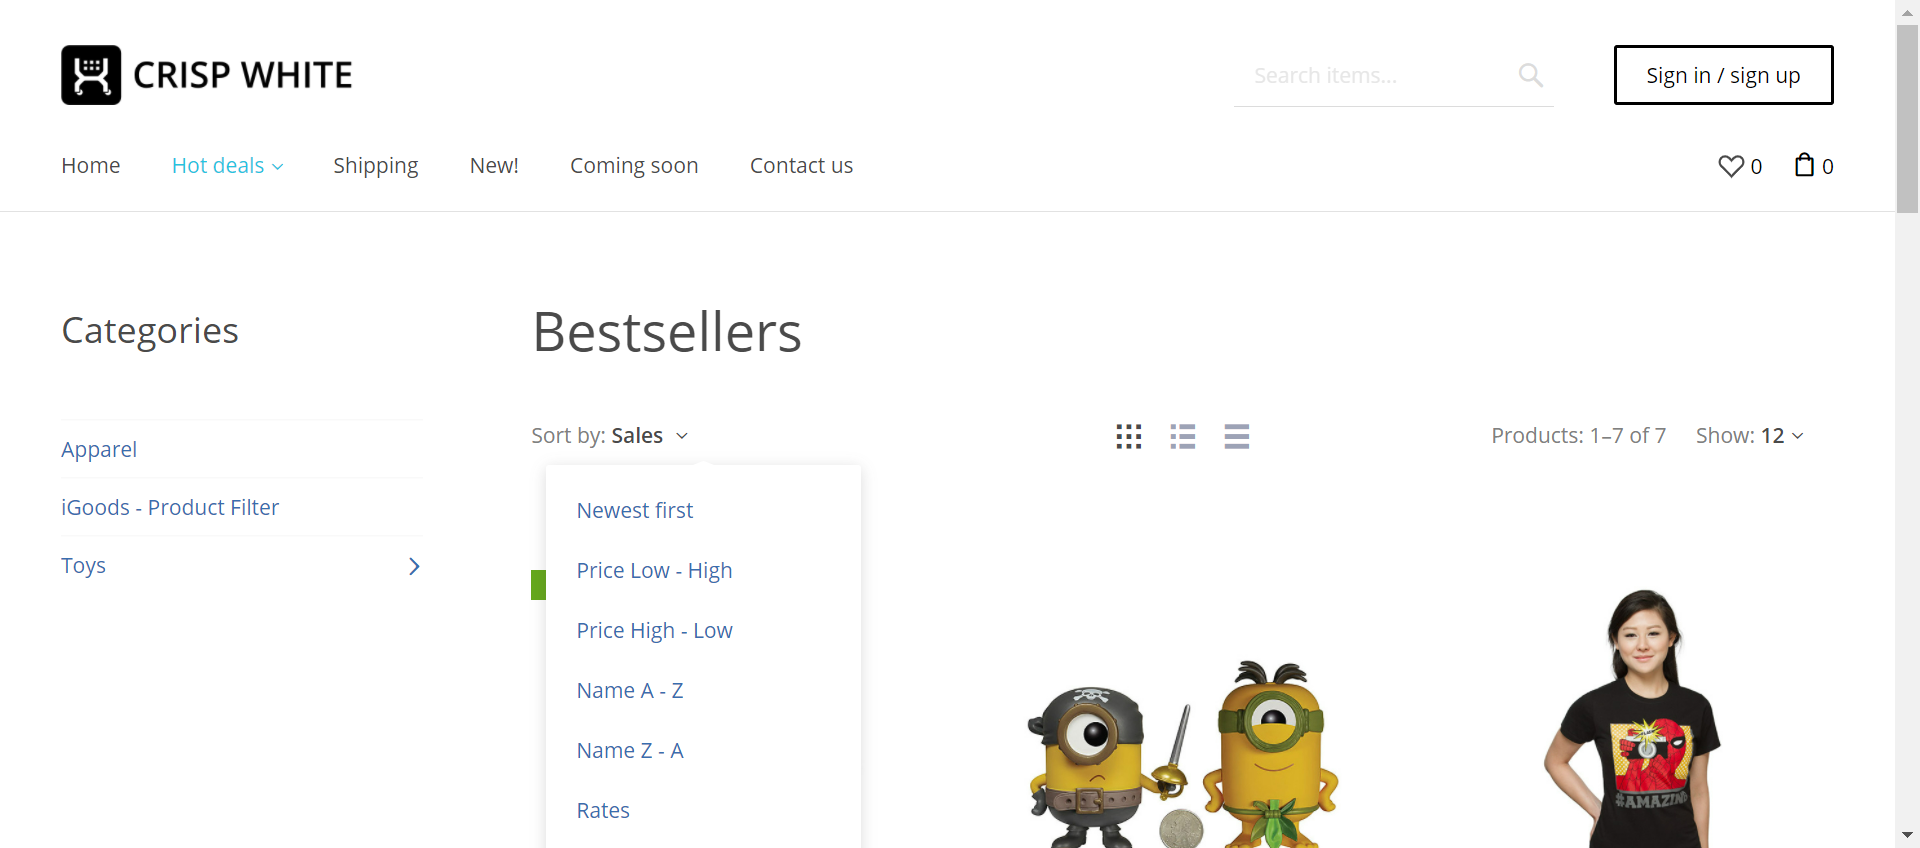 CRISP WHITE
Search items...
Sign in / sign up
Home
Hot deals
Shipping
New!
Coming soon
Contact us
0
0
Categories
Bestsellers
Apparel
iGoods - Product Filter
Toys
Sort by: Sales
Products: 1–7 of 7
Show: 12
Newest first
Price Low - High
Price High - Low
Name A - Z
Name Z - A
Rates
#AMAZING